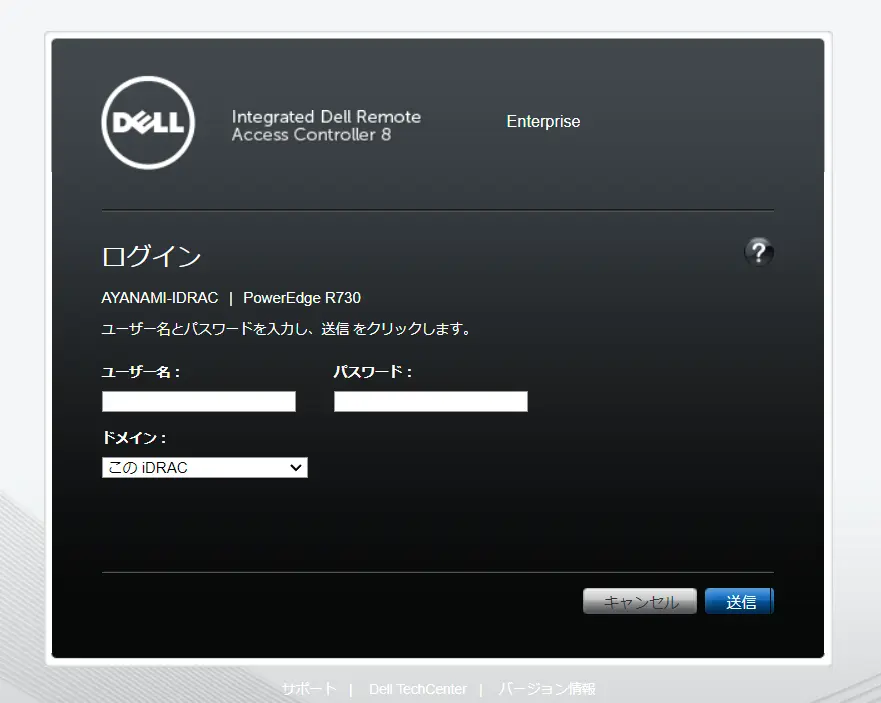 DELL
Integrated Dell Remote
Access Controller 8
Enterprise
ログイン
?
AYANAMI-IDRAC | PowerEdge R730
ユーザー名とパスワードを入力し、送信 をクリックします。
ユーザー名： パスワード：
ドメイン：
この iDRAC
キャンセル 送信
サポート | Dell TechCenter | バージョン情報